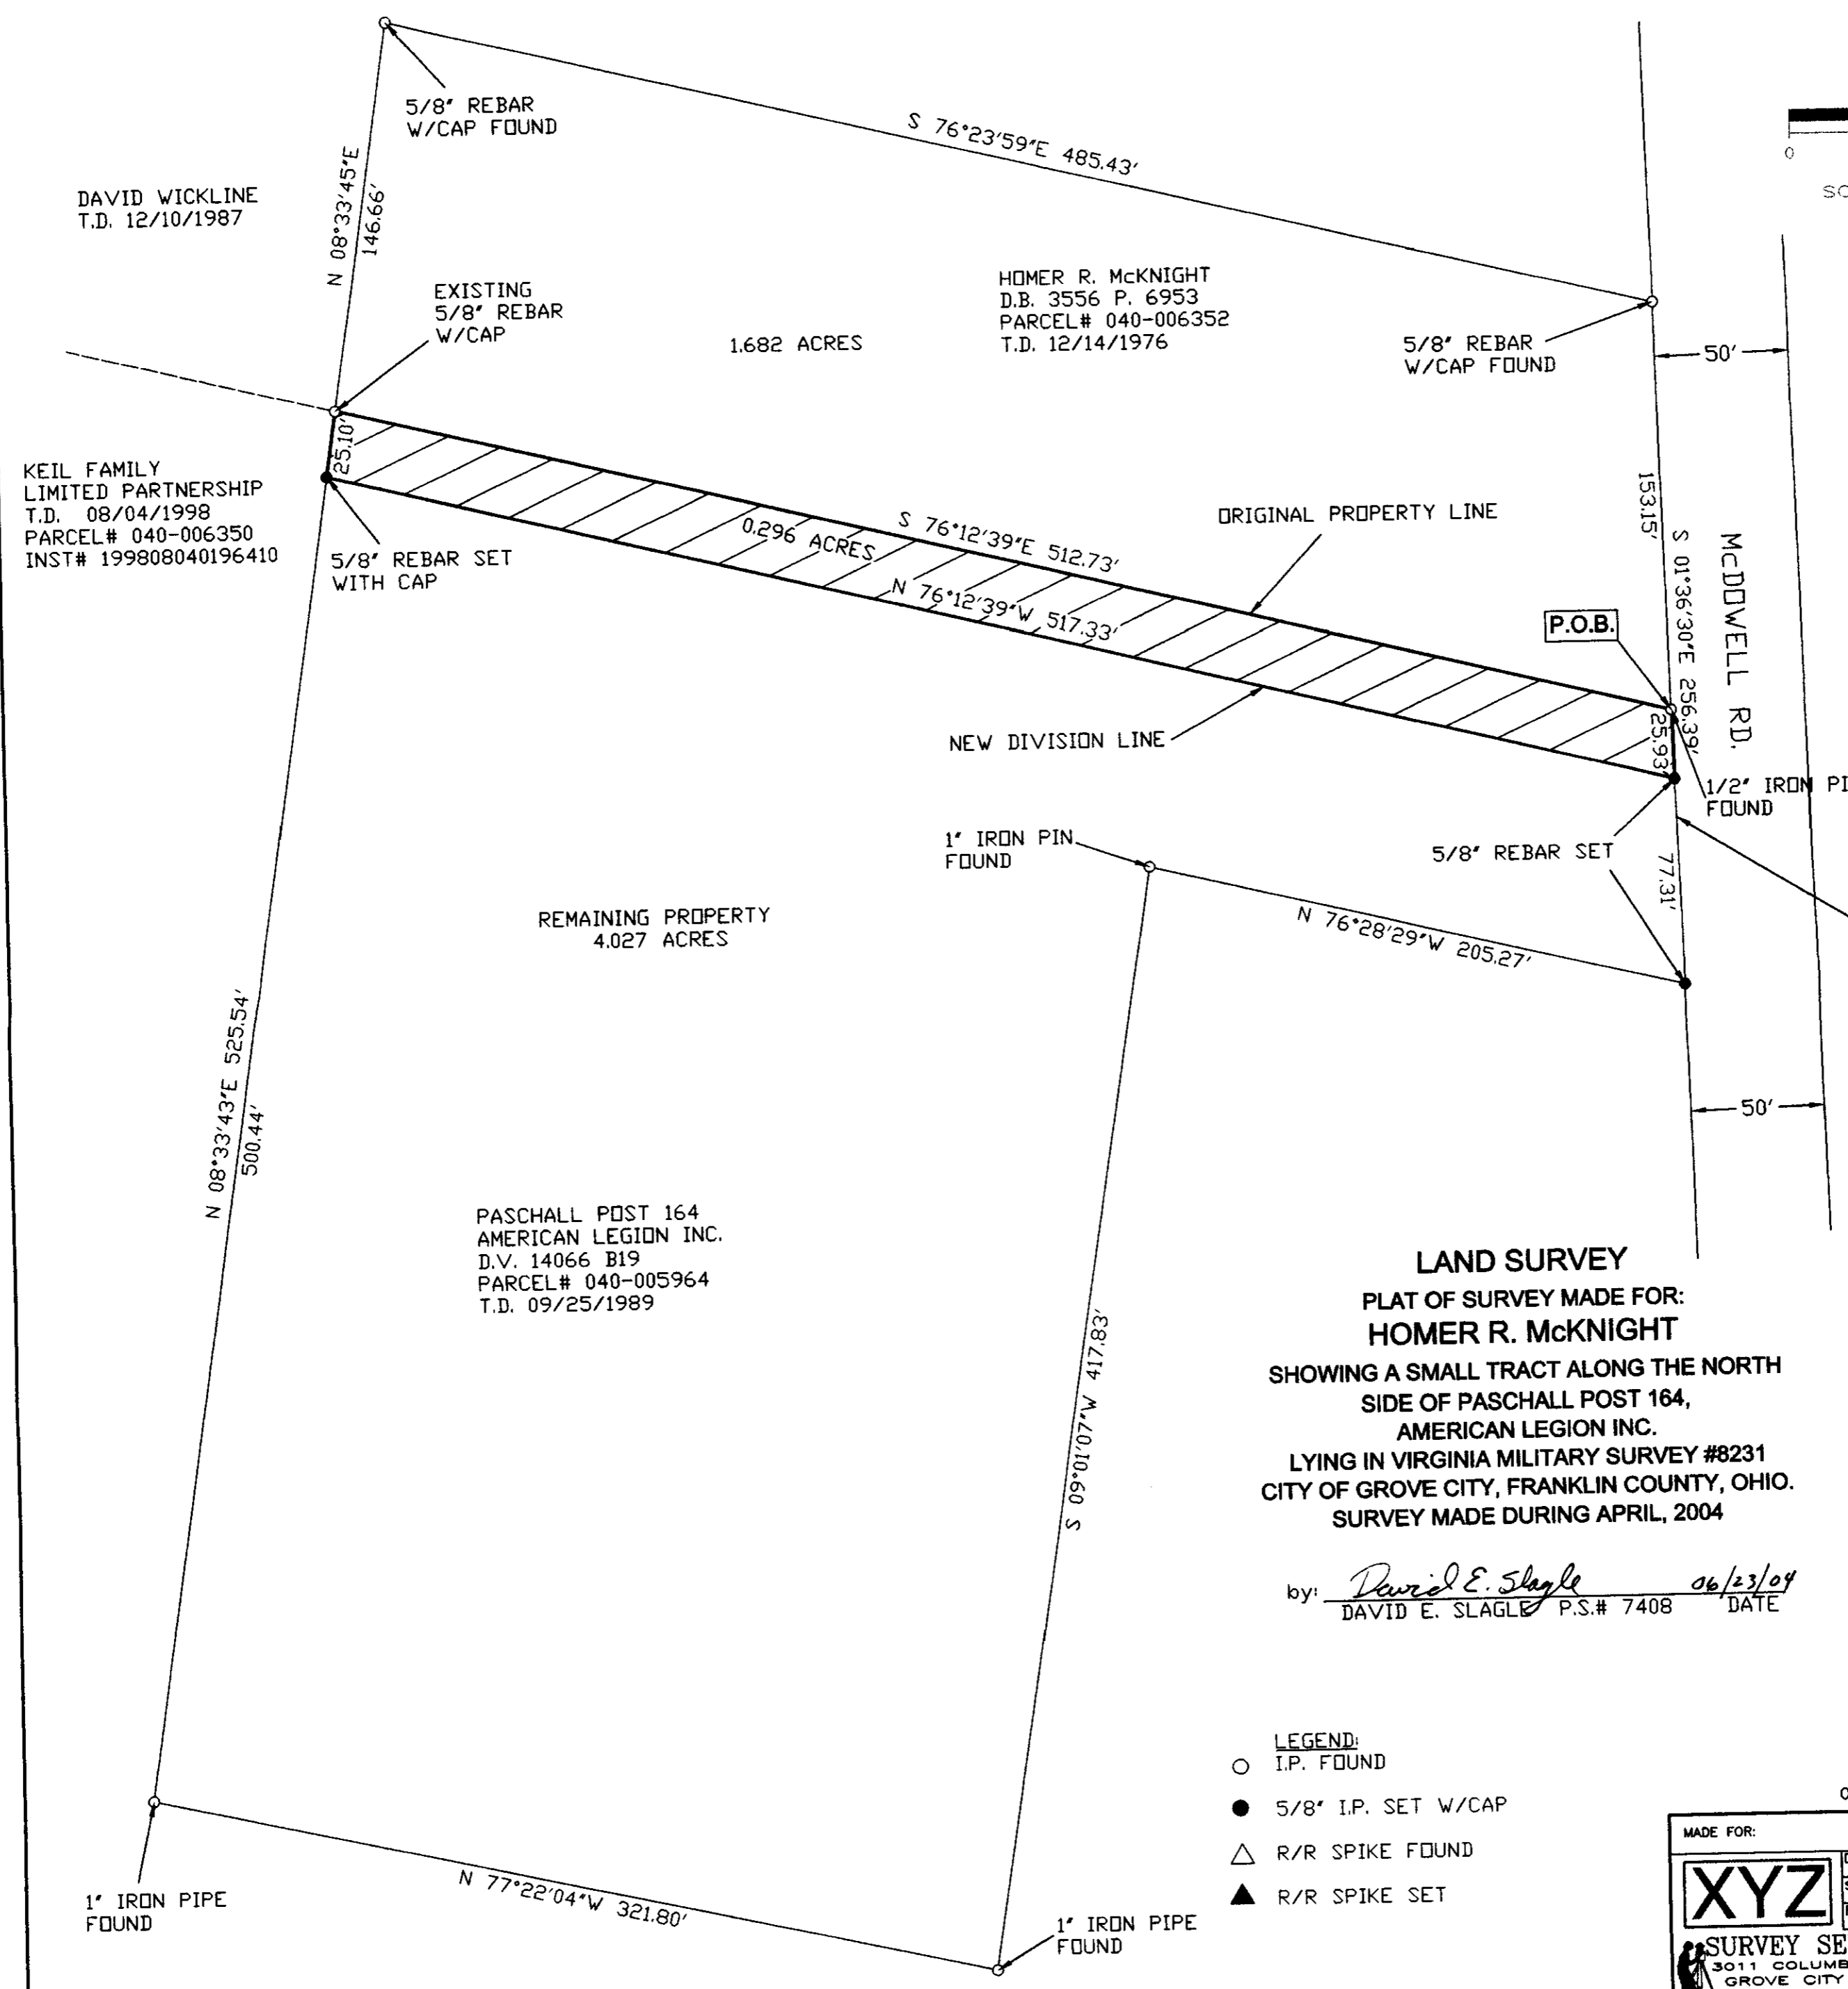 5/8" REBAR
W/CAP FOUND
S 76°23'59"E 485.43'
0
DAVID WICKLINE
T.D. 12/10/1987
N 08°33'45"E
146.66'
EXISTING
5/8" REBAR
W/CAP
1.682 ACRES
HOMER R. McKNIGHT
D.B. 3556 P. 6953
PARCEL# 040-006352
T.D. 12/14/1976
5/8" REBAR
W/CAP FOUND
50'
KEIL FAMILY
LIMITED PARTNERSHIP
T.D. 08/04/1998
PARCEL# 040-006350
INST# 199808040196410
25.10'
5/8" REBAR SET
WITH CAP
0.296 ACRES
S 76°12'39"E 512.73'
N 76°12'39"W 517.33'
ORIGINAL PROPERTY LINE
153.15'
S 01°36'30"E 256.39'
McDOWELL RD.
P.O.B.
25.93'
NEW DIVISION LINE
1/2" IRON PI
FOUND
1" IRON PIN
FOUND
5/8" REBAR SET
77.31'
N 76°28'29"W 205.27'
REMAINING PROPERTY
4.027 ACRES
N 08°33'43"E 525.54'
500.44'
50'
PASCHALL POST 164
AMERICAN LEGION INC.
D.V. 14066 B19
PARCEL# 040-005964
T.D. 09/25/1989
S 09°01'07"W 417.83'
LAND SURVEY
PLAT OF SURVEY MADE FOR:
HOMER R. McKNIGHT
SHOWING A SMALL TRACT ALONG THE NORTH
SIDE OF PASCHALL POST 164,
AMERICAN LEGION INC.
LYING IN VIRGINIA MILITARY SURVEY #8231
CITY OF GROVE CITY, FRANKLIN COUNTY, OHIO.
SURVEY MADE DURING APRIL, 2004
by: David E. Slagle 06/23/04
DAVID E. SLAGLE P.S.# 7408 DATE
LEGEND:
I.P. FOUND
5/8" I.P. SET W/CAP
R/R SPIKE FOUND
R/R SPIKE SET
1" IRON PIPE
FOUND
N 77°22'04"W 321.80'
1" IRON PIPE
FOUND
MADE FOR:
XYZ
SURVEY SE
3011 COLUMB
GROVE CITY